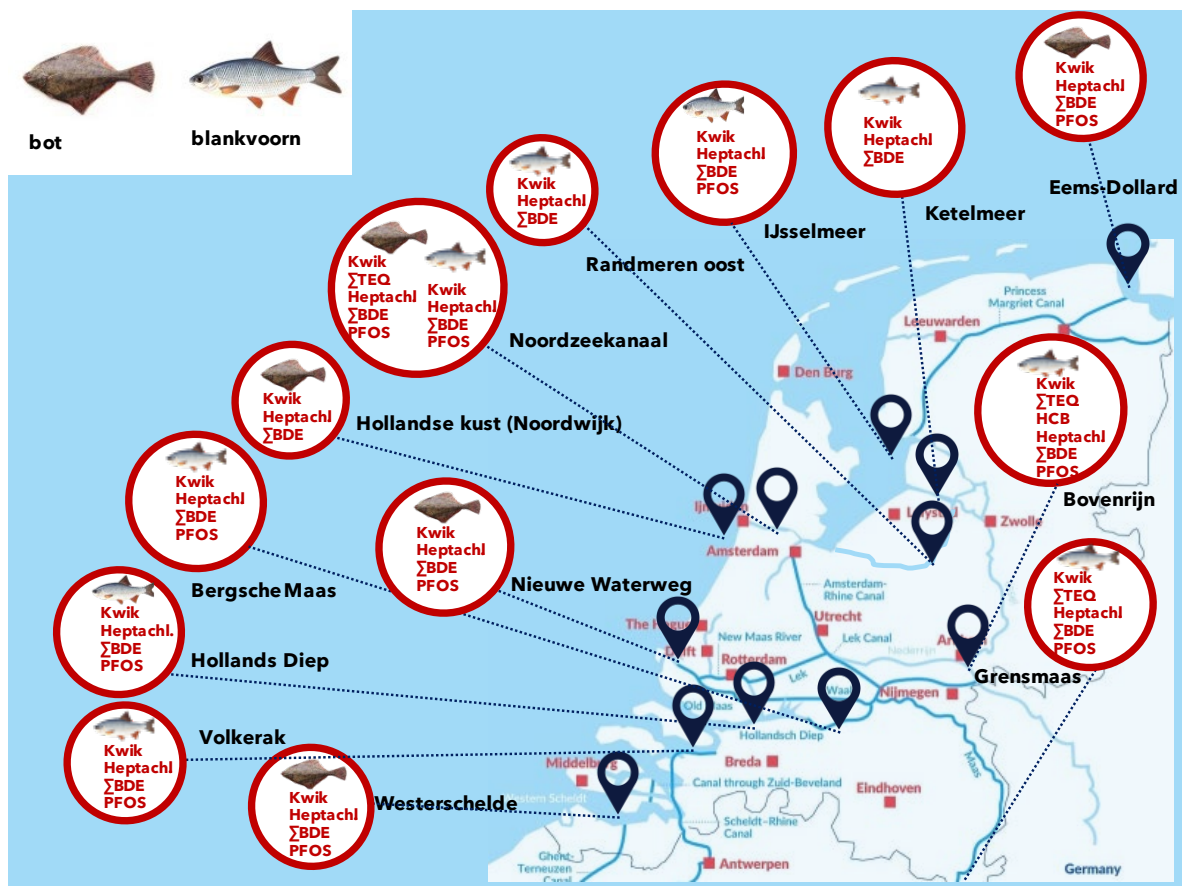 bot
blankvoorn
Kwik
Heptachl.
∑BDE
PFOS
Eems-Dollard
Kwik
Heptachl.
∑BDE
Ketelmeer
Kwik
Heptachl.
∑BDE
PFOS
IJsselmeer
Kwik
Heptachl.
∑BDE
Randmeren oost
Kwik
∑TEQ
Heptachl.
∑BDE
PFOS
Kwik
Heptachl.
∑BDE
PFOS
Noordzeekanaal
Kwik
Heptachl.
∑BDE
Hollandse kust (Noordwijk)
Kwik
Heptachl.
∑BDE
PFOS
Bergsche Maas
Kwik
Heptachl.
∑BDE
PFOS
Nieuwe Waterweg
Kwik
Heptachl.
∑BDE
PFOS
Hollands Diep
Kwik
Heptachl.
∑BDE
PFOS
Volkerak
Kwik
Heptachl.
∑BDE
PFOS
Westerschelde
Kwik
∑TEQ
HCB
Heptachl.
∑BDE
PFOS
Bovenrijn
Kwik
∑TEQ
Heptachl.
∑BDE
PFOS
Grensmaas
Princess
Margriet Canal
Leeuwarden
Den Burg
Zwolle
Amsterdam
Amsterdam-
Rhine Canal
Utrecht
The Hague
New Maas River
Lek Canal
Nederrijn
Delft
Rotterdam
Lek
Nijmegen
Waal
Old Maas
Hollandsch Diep
Maas
Middelburg
Breda
Canal through Zuid-Beveland
Eindhoven
Western Scheldt
Scheldt-Rhine
Canal
Ghent-
Terneuzen
Canal
Antwerpen
Germany